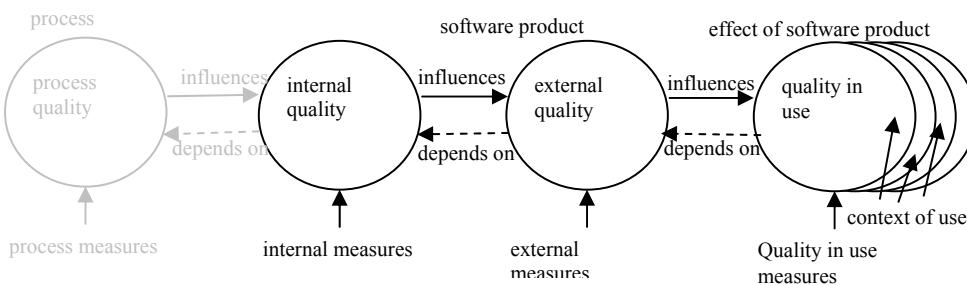 process
software product
effect of software product
process
quality
influences
depends on
internal
quality
influences
depends on
external
quality
influences
depends on
quality in
use
context of use
process measures
internal measures
external
measures
Quality in use
measures